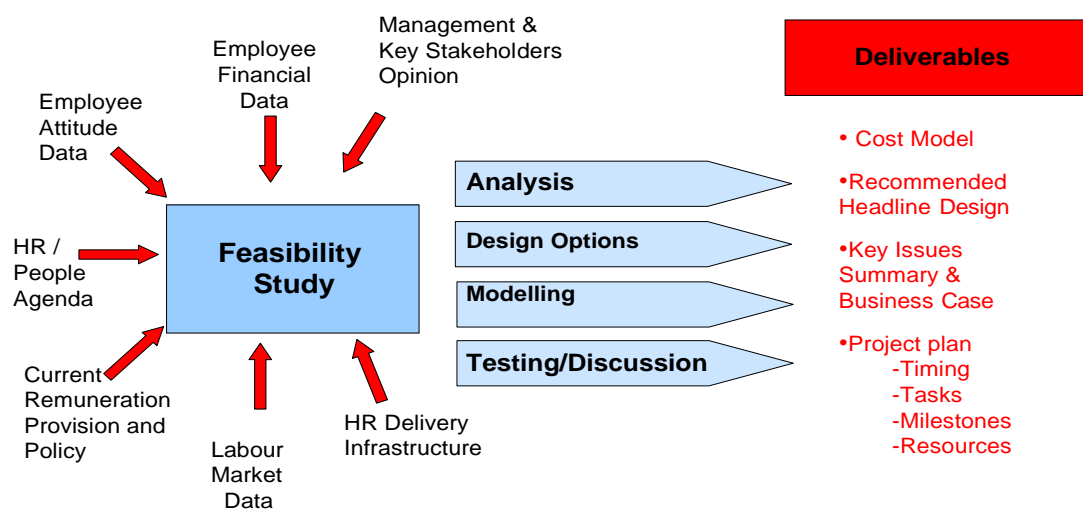 Management &
Key Stakeholders
Opinion
Employee
Financial
Data
Employee
Attitude
Data
HR /
People
Agenda
Current
Remuneration
Provision and
Policy
Labour
Market
Data
HR Delivery
Infrastructure
Feasibility
Study
Analysis
Design Options
Modelling
Testing/Discussion
Deliverables
• Cost Model
•Recommended
Headline Design
•Key Issues
Summary &
Business Case
•Project plan
-Timing
-Tasks
-Milestones
-Resources